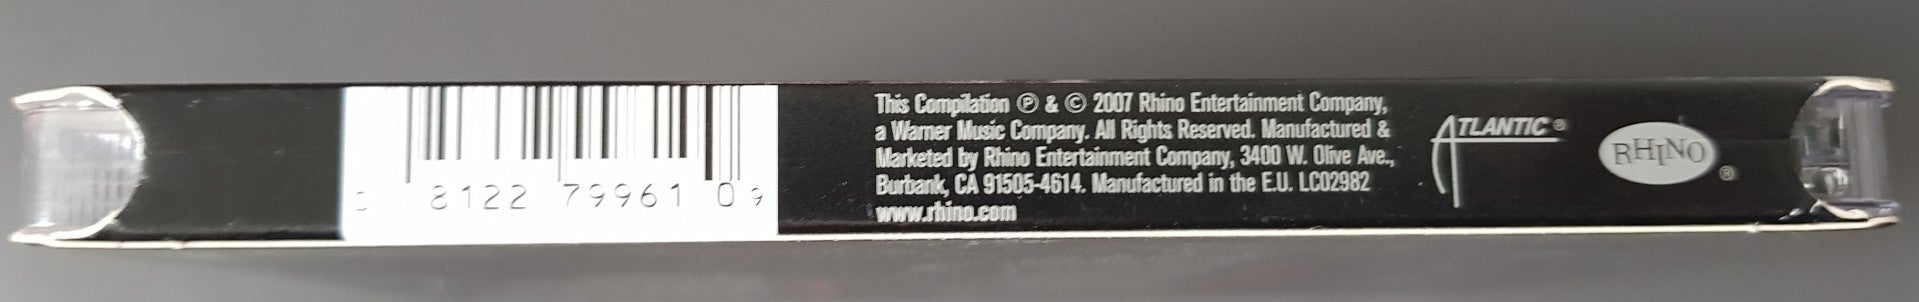 8122 79961 0 9
This Compilation ℗ & © 2007 Rhino Entertainment Company,
a Warner Music Company. All Rights Reserved. Manufactured &
Marketed by Rhino Entertainment Company, 3400 W. Olive Ave.,
Burbank, CA 91505-4614. Manufactured in the E.U. LC02982
www.rhino.com
ATLANTIC®
RHINO®